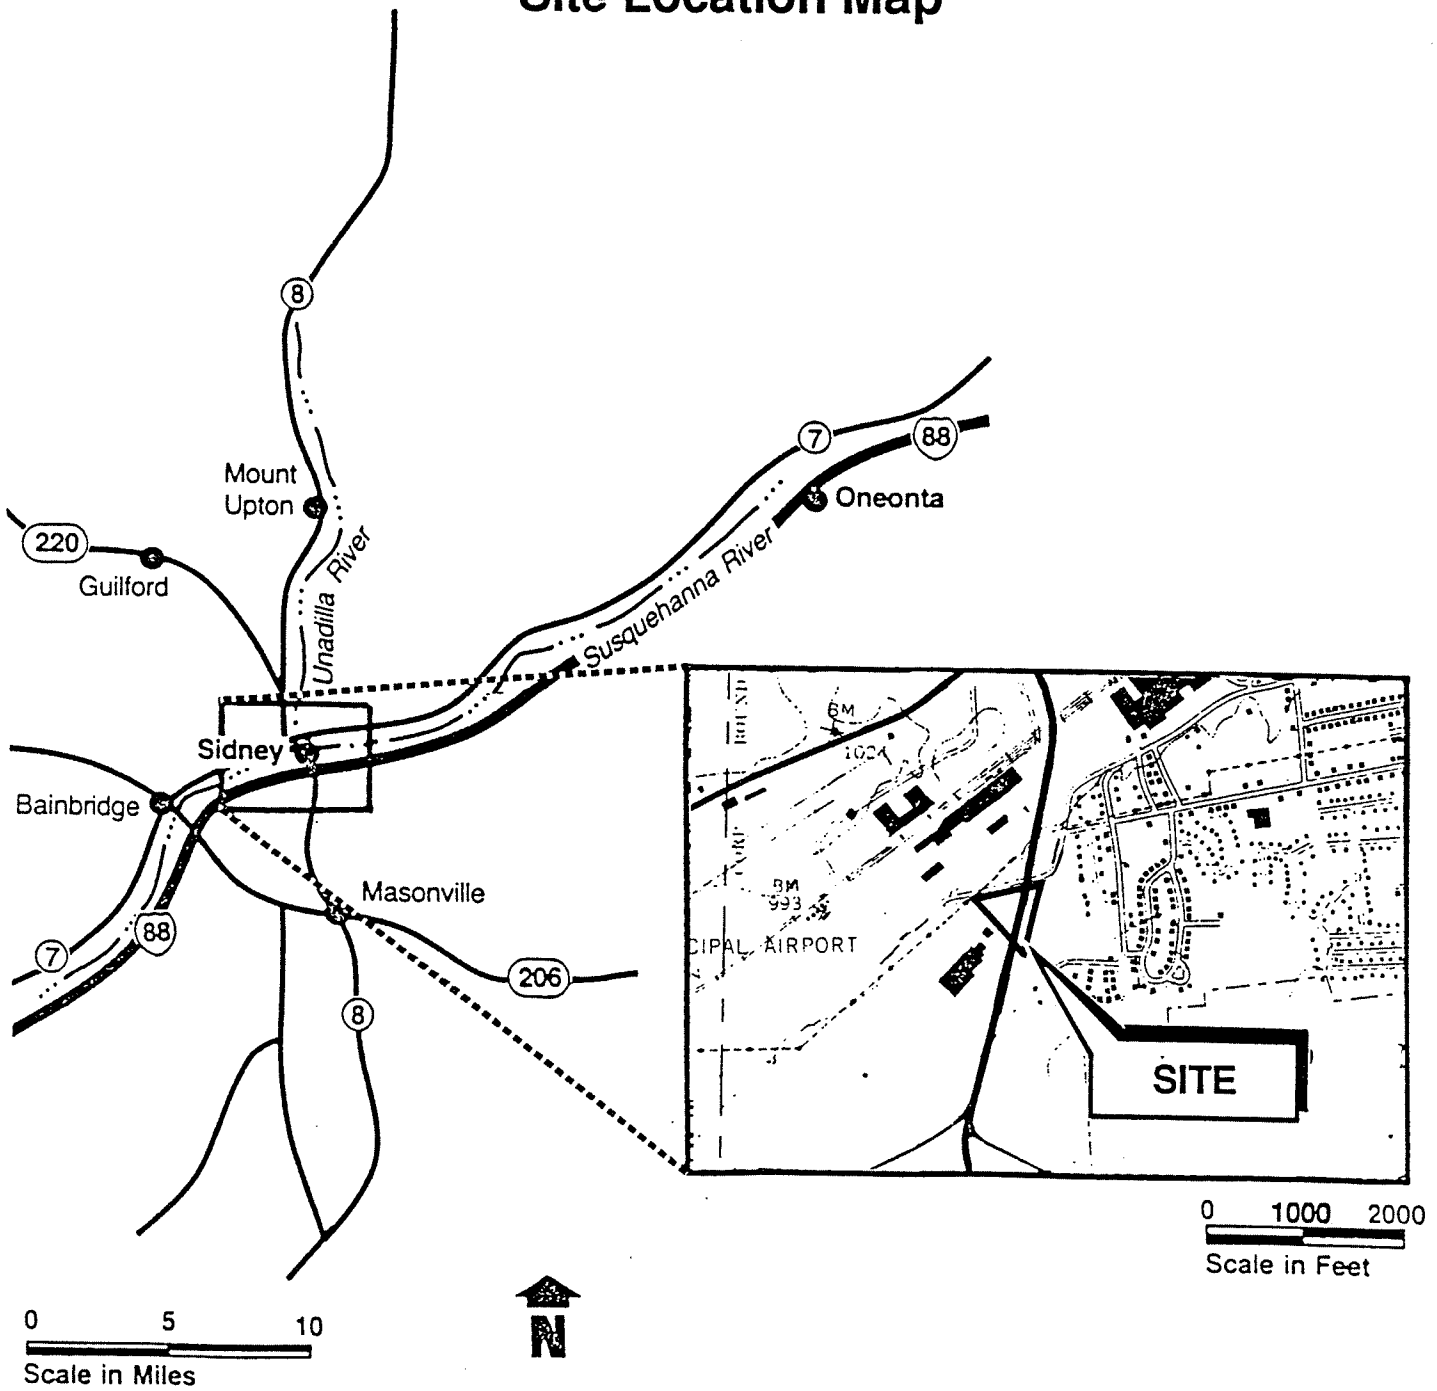 Site Location Map
8
7
88
Mount
Upton
Oneonta
220
Guilford
Unadilla River
Susquehanna River
Sidney
Bainbridge
BM
1024
BM
993
Masonville
88
7
CIPAL AIRPORT
206
8
SITE
0 1000 2000
Scale in Feet
N
0 5 10
Scale in Miles